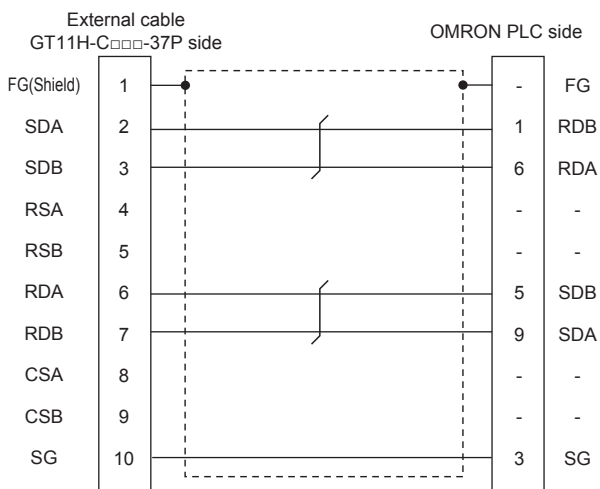 External cable
GT11H-C□□□-37P side
OMRON PLC side
FG(Shield) 1 - FG
SDA 2 1 RDB
SDB 3 6 RDA
RSA 4 - -
RSB 5 - -
RDA 6 5 SDB
RDB 7 9 SDA
CSA 8 - -
CSB 9 - -
SG 10 3 SG